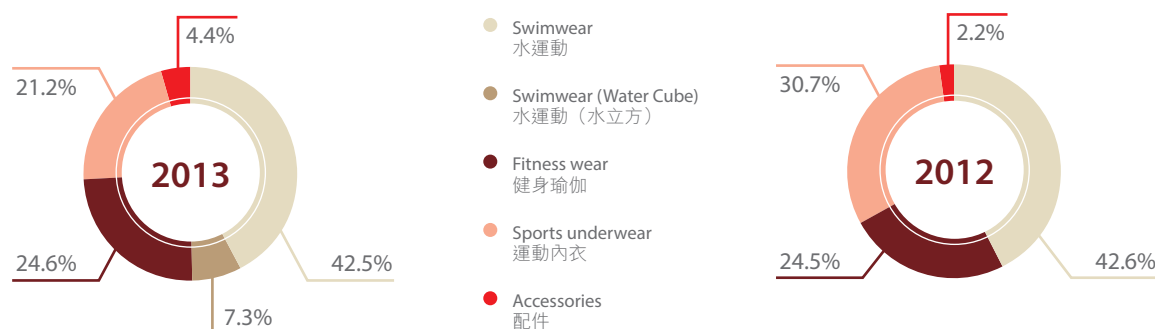 4.4%
21.2%
2013
24.6%
42.5%
7.3%
Swimwear
水運動
Swimwear (Water Cube)
水運動（水立方）
Fitness wear
健身瑜伽
Sports underwear
運動內衣
Accessories
配件
2.2%
30.7%
2012
24.5%
42.6%